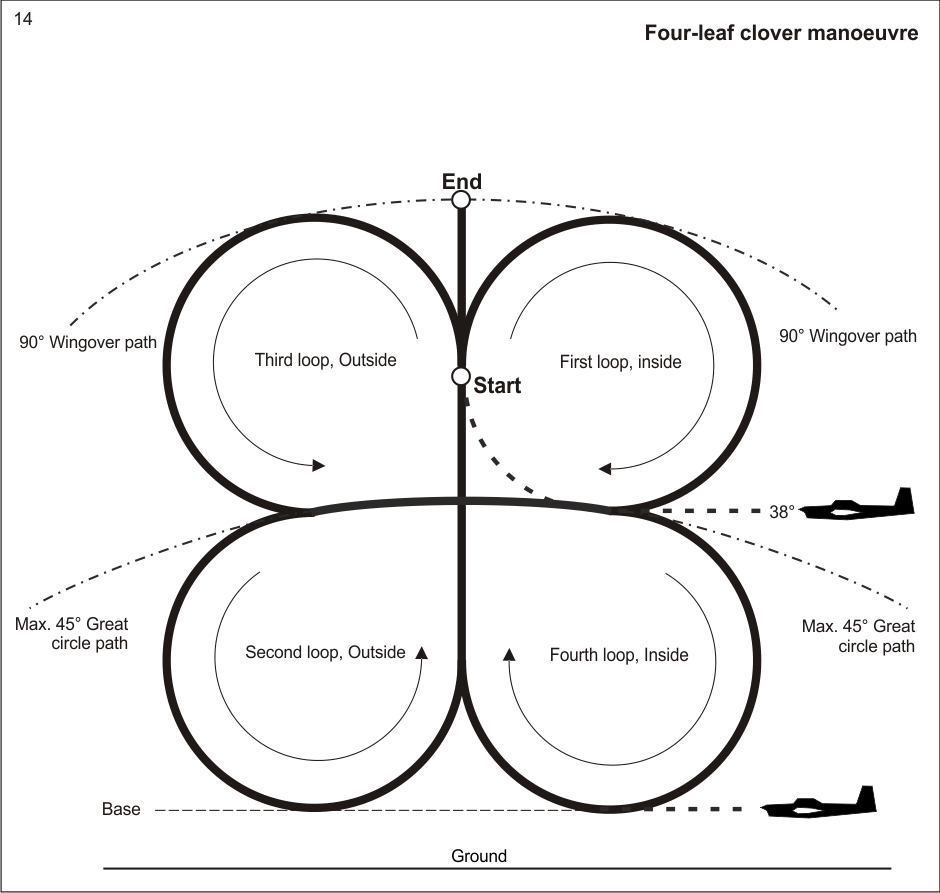 14
Four-leaf clover manoeuvre
End
90° Wingover path
90° Wingover path
Third loop, Outside
First loop, inside
Start
38°
Max. 45° Great
circle path
Max. 45° Great
circle path
Second loop, Outside
Fourth loop, Inside
Base
Ground